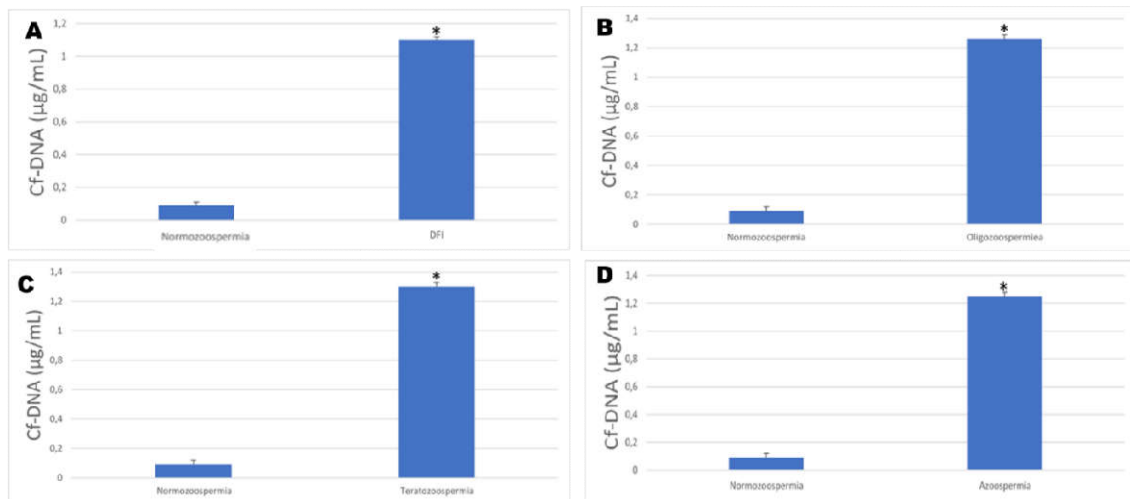 A
Cf-DNA (µg/mL)
1,2
1
0,8
0,6
0,4
0,2
0
*
Normozoospermia
DFI
B
Cf-DNA (µg/mL)
1,4
1,2
1
0,8
0,6
0,4
0,2
0
*
Normozoospermia
Oligozoospermiea
C
Cf-DNA (µg/mL)
1,4
1,2
1
0,8
0,6
0,4
0,2
0
*
Normozoospermia
Teratozoospermia
D
Cf-DNA (µg/mL)
1,4
1,2
1
0,8
0,6
0,4
0,2
0
*
Normozoospermia
Azoospermia